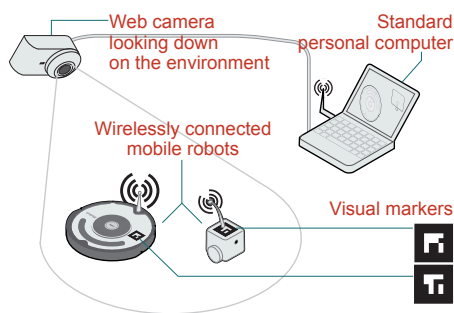 Web camera
looking down
on the environment
Standard
personal computer
Wirelessly connected
mobile robots
Visual markers